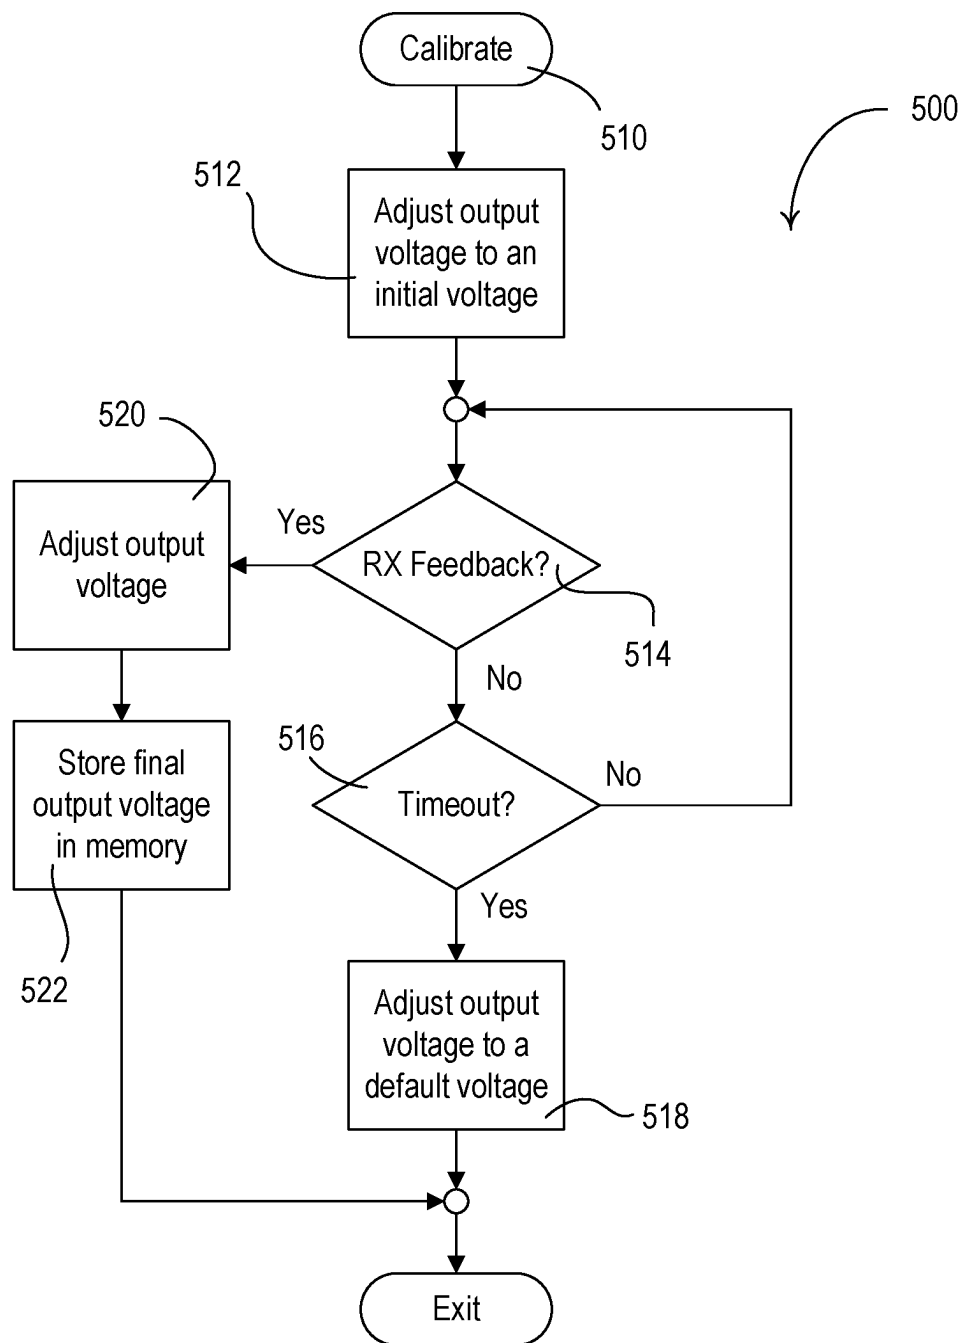 Calibrate
510
500
512
Adjust output
voltage to an
initial voltage
520
Yes
Adjust output
voltage
RX Feedback?
514
No
516
Store final
output voltage
in memory
Timeout?
No
Yes
522
Adjust output
voltage to a
default voltage
518
Exit